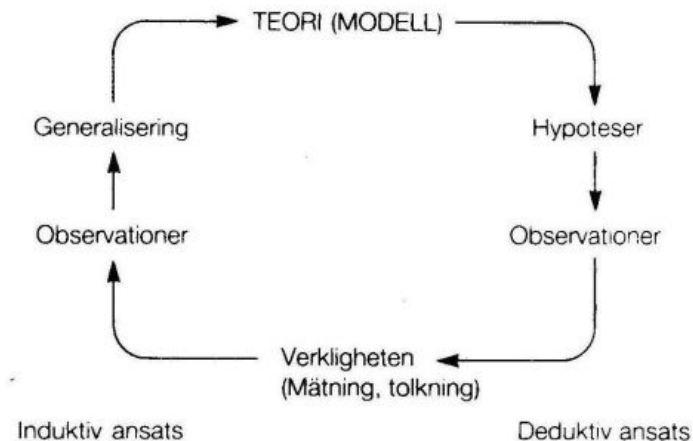 TEORI (MODELL)
Generalisering
Hypoteser
Observationer
Observationer
Verkligheten
(Mätning, tolkning)
Induktiv ansats
Deduktiv ansats